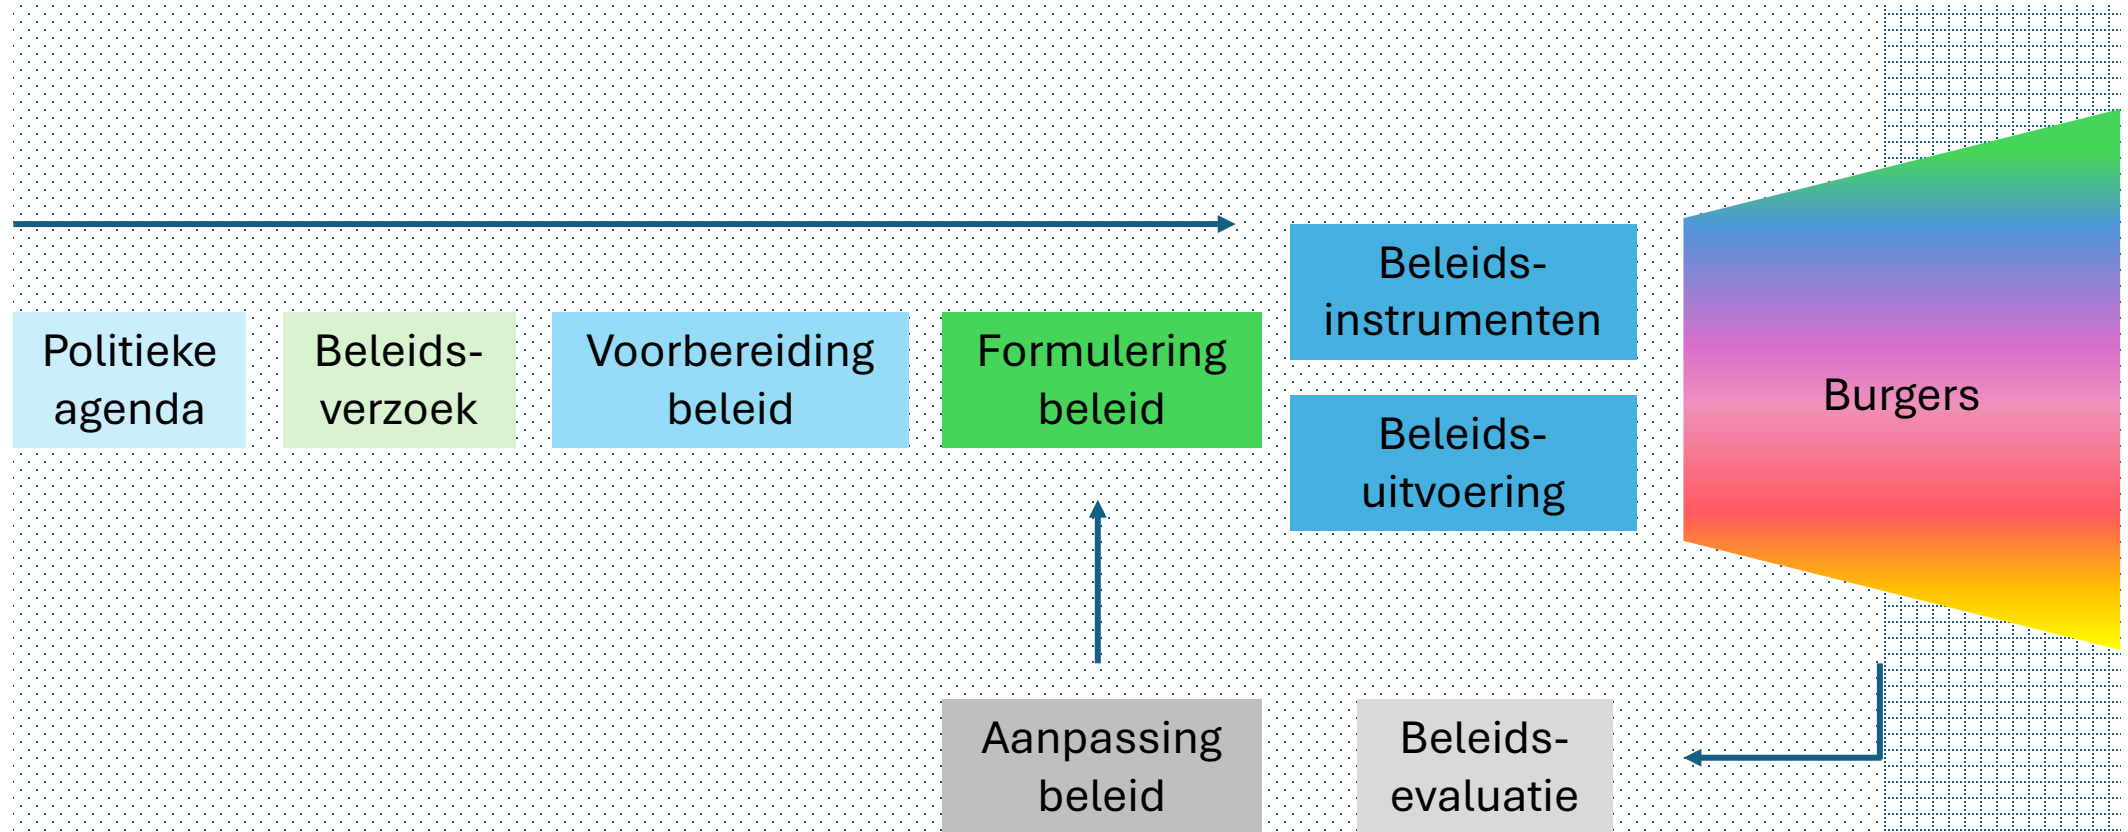 Politieke
agenda
Beleids-
verzoek
Voorbereiding
beleid
Formulering
beleid
Beleids-
instrumenten
Beleids-
uitvoering
Burgers
Aanpassing
beleid
Beleids-
evaluatie